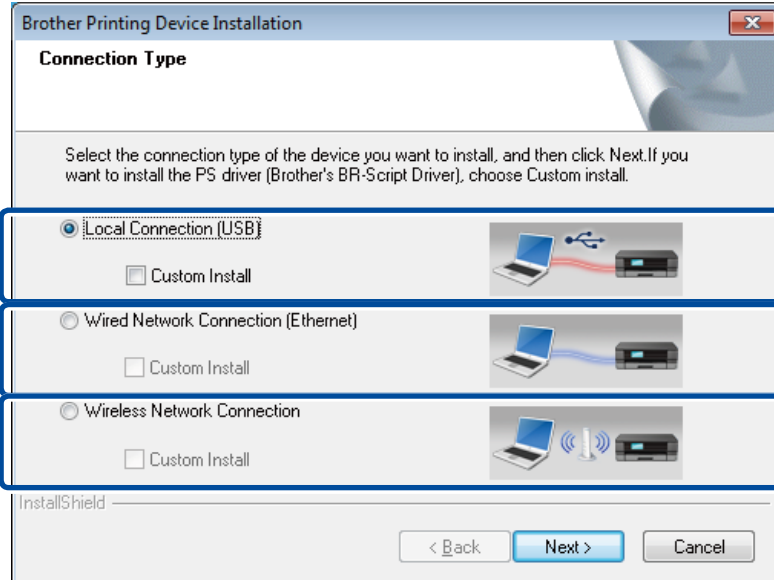 Brother Printing Device Installation
Connection Type
Select the connection type of the device you want to install, and then click Next.If you
want to install the PS driver (Brother's BR-Script Driver), choose Custom install.
Local Connection (USB)
Custom Install
Wired Network Connection (Ethernet)
Custom Install
Wireless Network Connection
Custom Install
InstallShield
< Back Next > Cancel